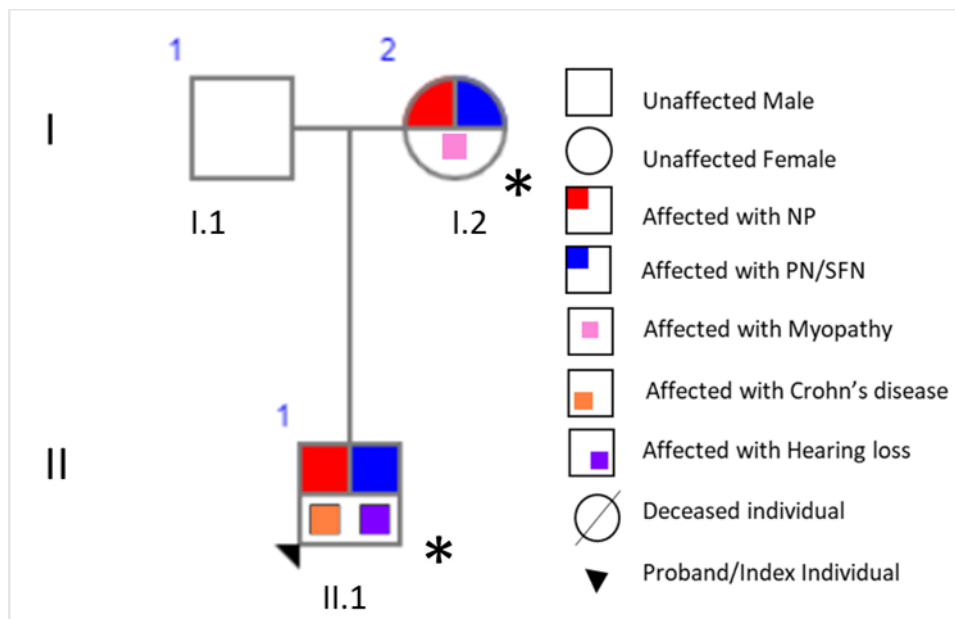 1
2
I
I.1
I.2
*
II
1
II.1
*
Unaffected Male
Unaffected Female
Affected with NP
Affected with PN/SFN
Affected with Myopathy
Affected with Crohn’s disease
Affected with Hearing loss
Deceased individual
Proband/Index Individual